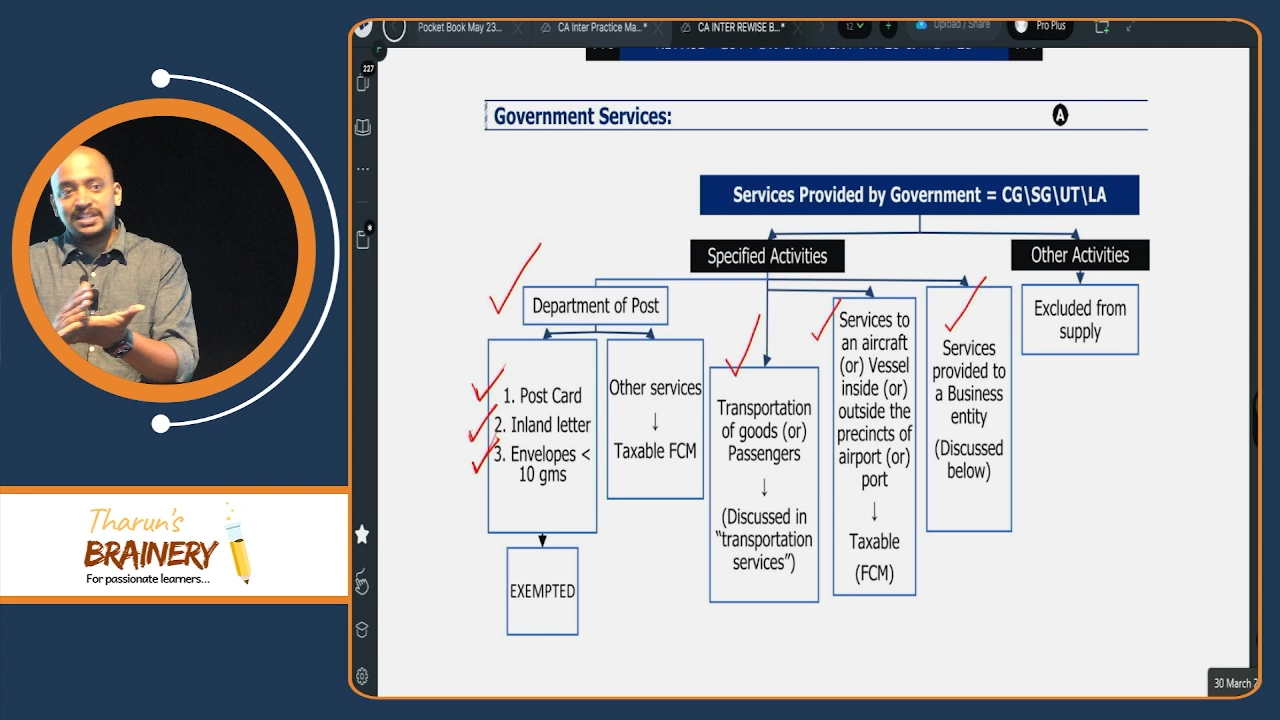 Pocket Book May 23...
CA Inter Practice Ma...*
CA INTER REWISE B...*
12
Upload / Share
Pro Plus
227
Government Services:
A
Services Provided by Government = CG\SG\UT\LA
Specified Activities
Other Activities
Department of Post
Excluded from
supply
1. Post Card
2. Inland letter
3. Envelopes <
10 gms
EXEMPTED
Other services
↓
Taxable FCM
Transportation
of goods (or)
Passengers
↓
(Discussed in
"transportation
services")
Services to
an aircraft
(or) Vessel
inside (or)
outside the
precincts of
airport (or)
port
↓
Taxable
(FCM)
Services
provided to
a Business
entity
(Discussed
below)
Tharun's
BRAINERY
For passionate learners...
30 March 2